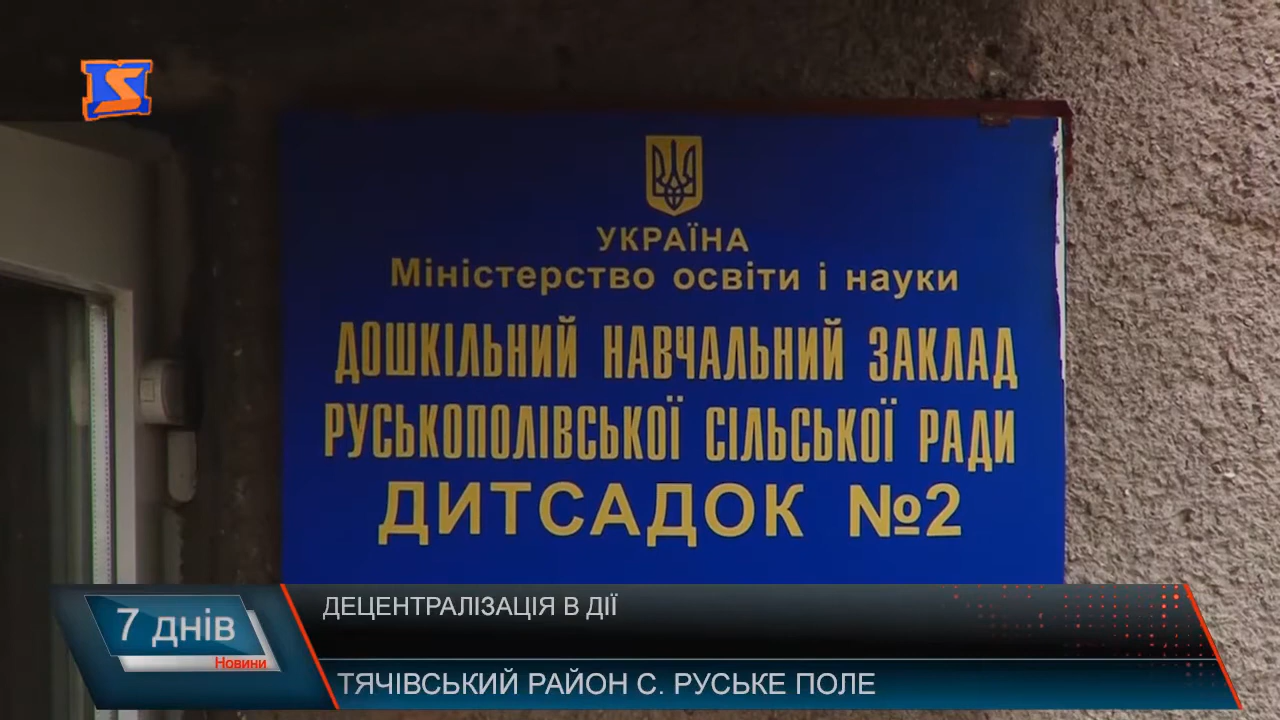 УКРАЇНА
Міністерство освіти і науки
ДОШКІЛЬНИЙ НАВЧАЛЬНИЙ ЗАКЛАД
РУСЬКОПОЛІВСЬКОЇ СІЛЬСЬКОЇ РАДИ
ДИТСАДОК №2
7 днів
Новини
ДЕЦЕНТРАЛІЗАЦІЯ В ДІЇ
ТЯЧІВСЬКИЙ РАЙОН С. РУСЬКЕ ПОЛЕ